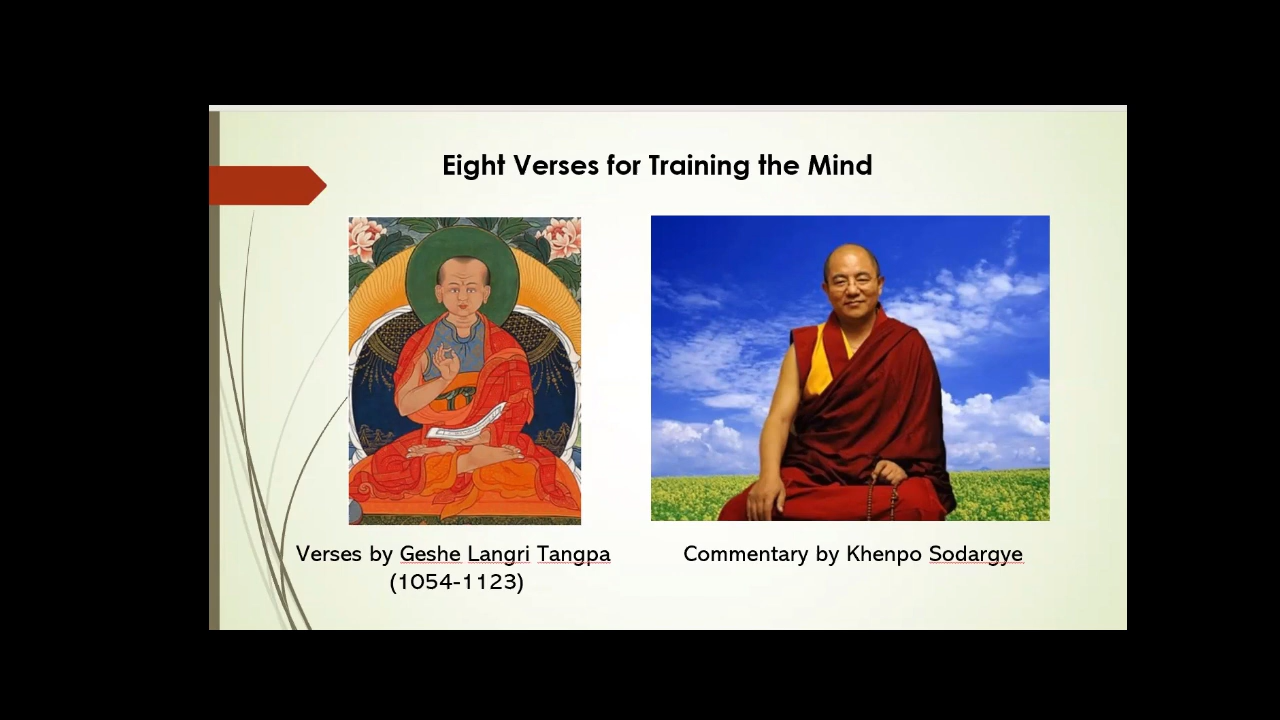 Eight Verses for Training the Mind
Verses by Geshe Langri Tangpa
(1054-1123)
Commentary by Khenpo Sodargye